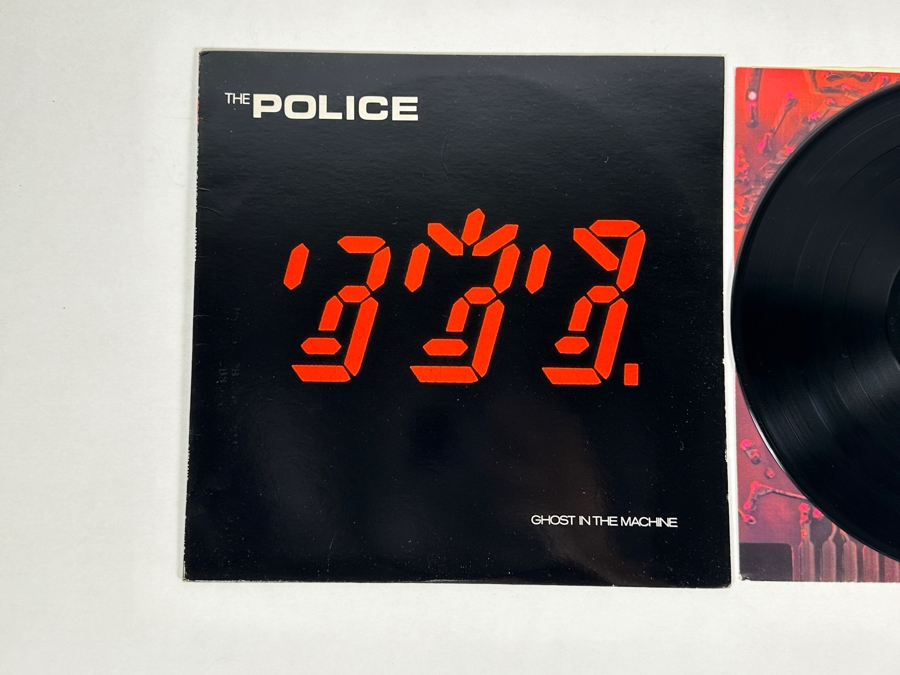 THE POLICE
GHOST IN THE MACHINE